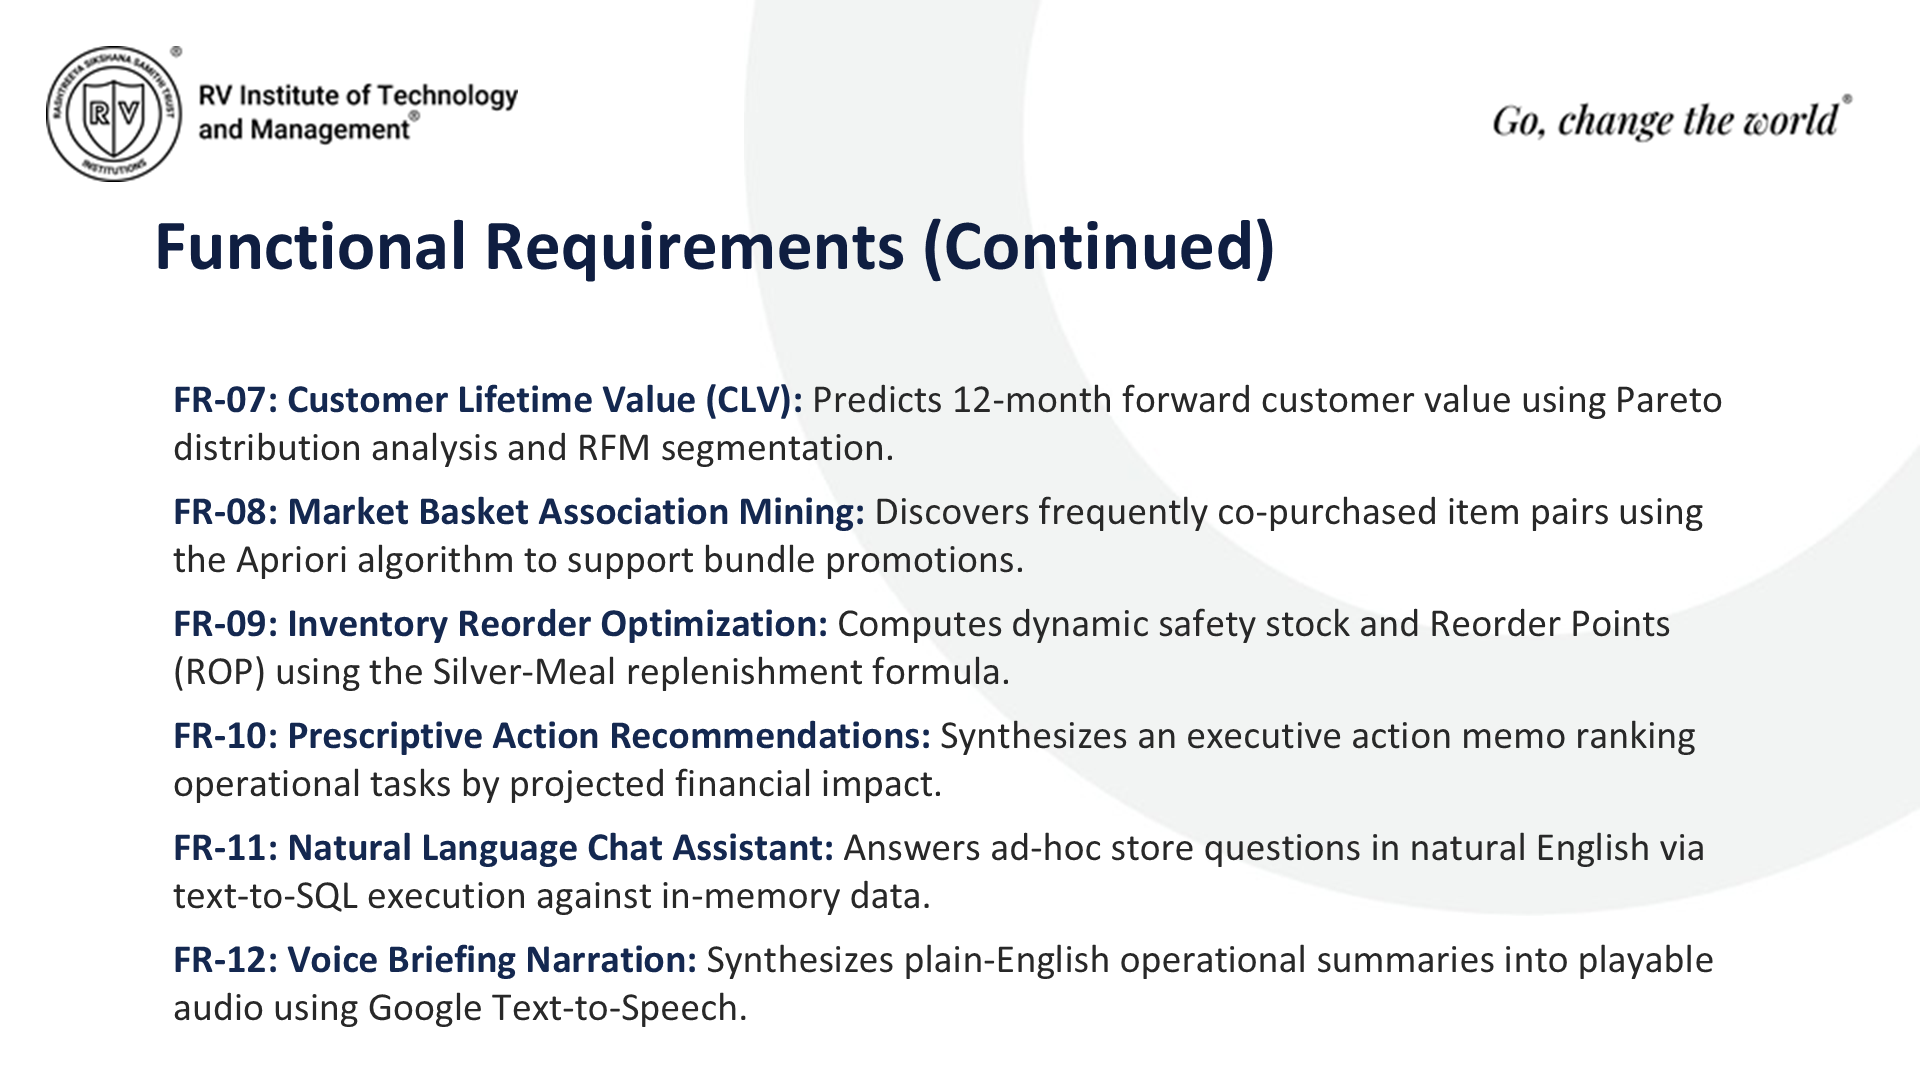 RASHTREEYA SIKSHANA SAMITHI TRUST
RV
INSTITUTIONS
®
RV Institute of Technology
and Management®
Go, change the world®
Functional Requirements (Continued)
FR-07: Customer Lifetime Value (CLV): Predicts 12-month forward customer value using Pareto
distribution analysis and RFM segmentation.
FR-08: Market Basket Association Mining: Discovers frequently co-purchased item pairs using
the Apriori algorithm to support bundle promotions.
FR-09: Inventory Reorder Optimization: Computes dynamic safety stock and Reorder Points
(ROP) using the Silver-Meal replenishment formula.
FR-10: Prescriptive Action Recommendations: Synthesizes an executive action memo ranking
operational tasks by projected financial impact.
FR-11: Natural Language Chat Assistant: Answers ad-hoc store questions in natural English via
text-to-SQL execution against in-memory data.
FR-12: Voice Briefing Narration: Synthesizes plain-English operational summaries into playable
audio using Google Text-to-Speech.